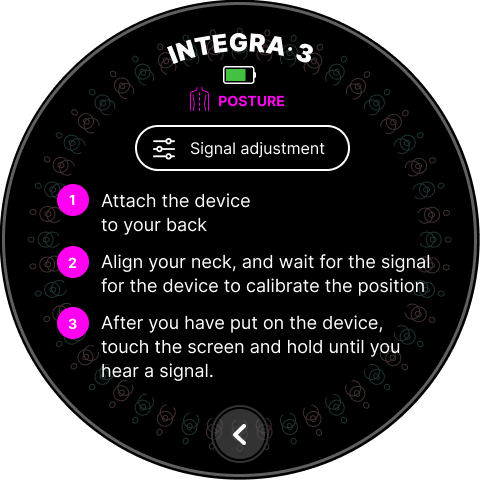 INTEGRA·3
POSTURE
Signal adjustment
1 Attach the device
to your back
2 Align your neck, and wait for the signal
for the device to calibrate the position
3 After you have put on the device,
touch the screen and hold until you
hear a signal.